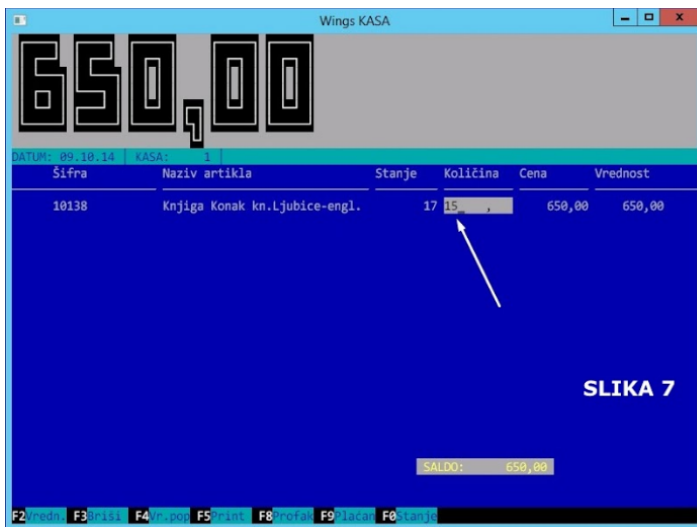 Wings KASA
650,00
DATUM: 09.10.14 KASA: 1
Šifra Naziv artikla Stanje Količina Cena Vrednost
10138 Knjiga Konak kn.Ljubice-engl. 17 15_ , 650,00 650,00
SLIKA 7
SALDO: 650,00
F2Vredn. F3Briši F4Vr.pop F5Print F8Profak F9Plaćan F0Stanje